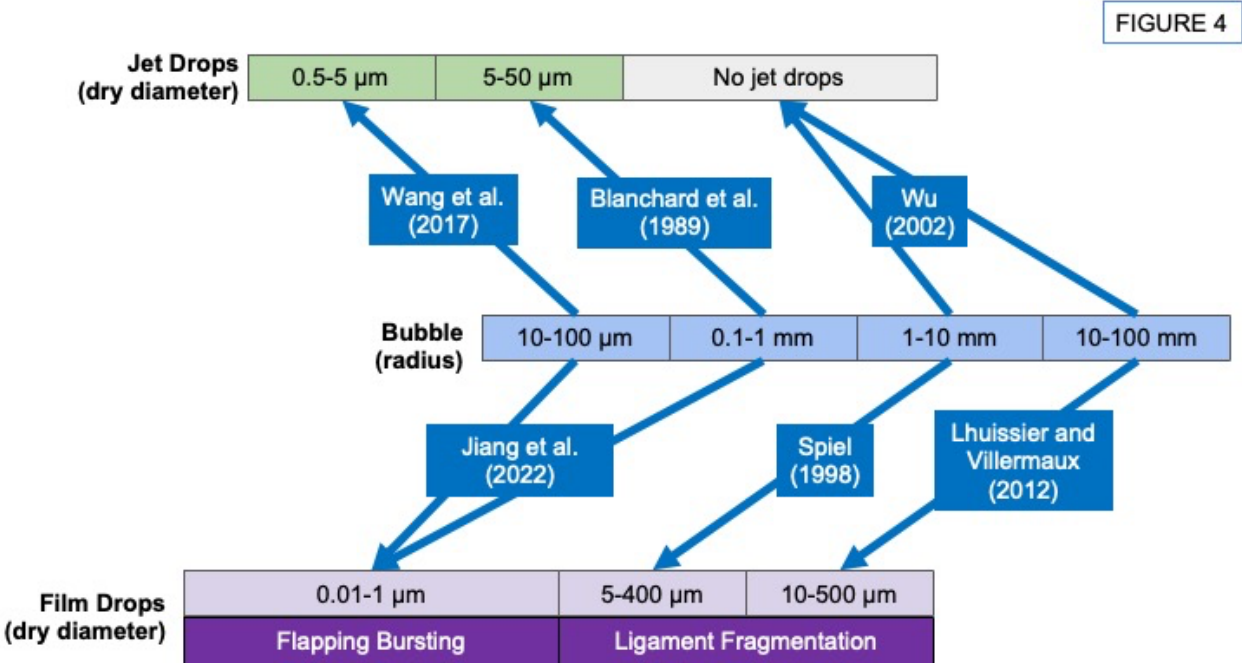 FIGURE 4
Jet Drops
(dry diameter)
0.5-5 µm
5-50 µm
No jet drops
Wang et al.
(2017)
Blanchard et al.
(1989)
Wu
(2002)
Bubble
(radius)
10-100 µm
0.1-1 mm
1-10 mm
10-100 mm
Jiang et al.
(2022)
Spiel
(1998)
Lhuissier and
Villermaux
(2012)
Film Drops
(dry diameter)
0.01-1 µm
5-400 µm
10-500 µm
Flapping Bursting
Ligament Fragmentation